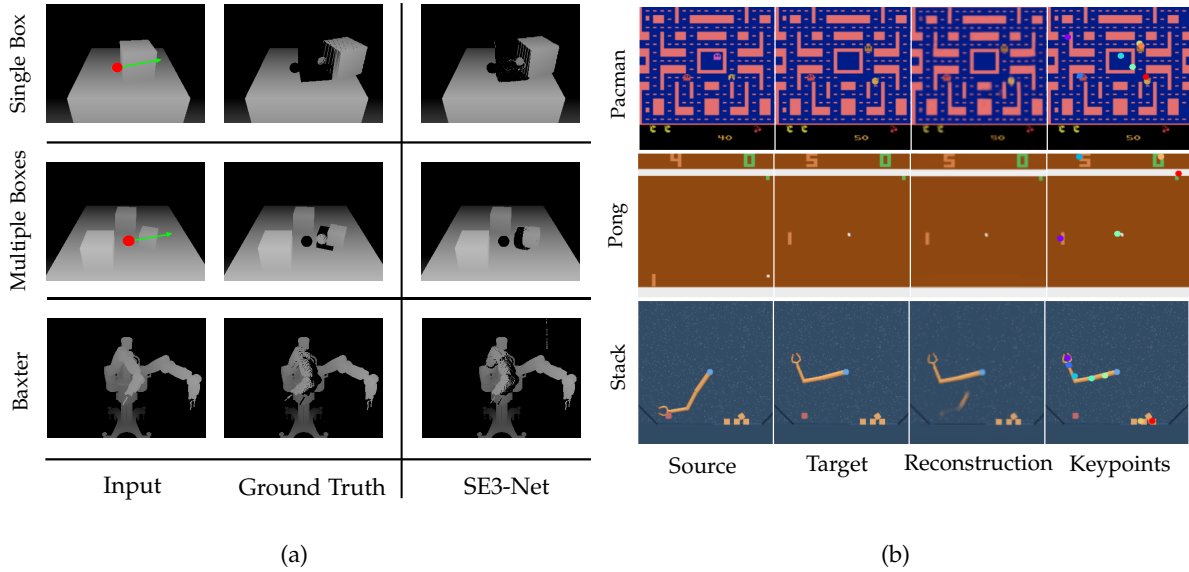 Single Box
Multiple Boxes
Baxter
Input
Ground Truth
SE3-Net
(a)
Pacman
40
50
50
50
Pong
4 0
5 0
5 0
5 0
Stack
Source
Target
Reconstruction
Keypoints
(b)